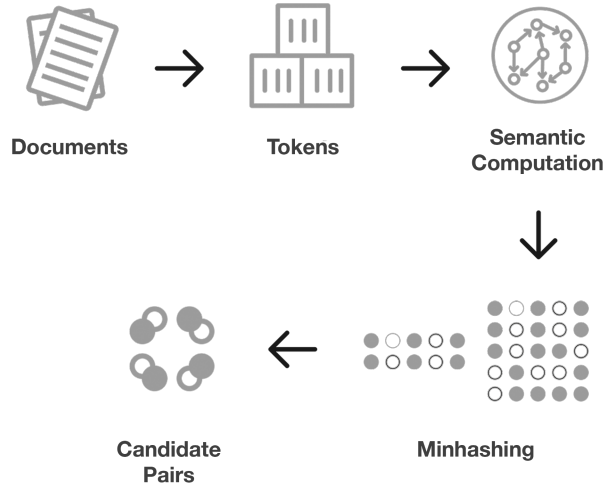 Documents
Tokens
Semantic
Computation
Candidate
Pairs
Minhashing